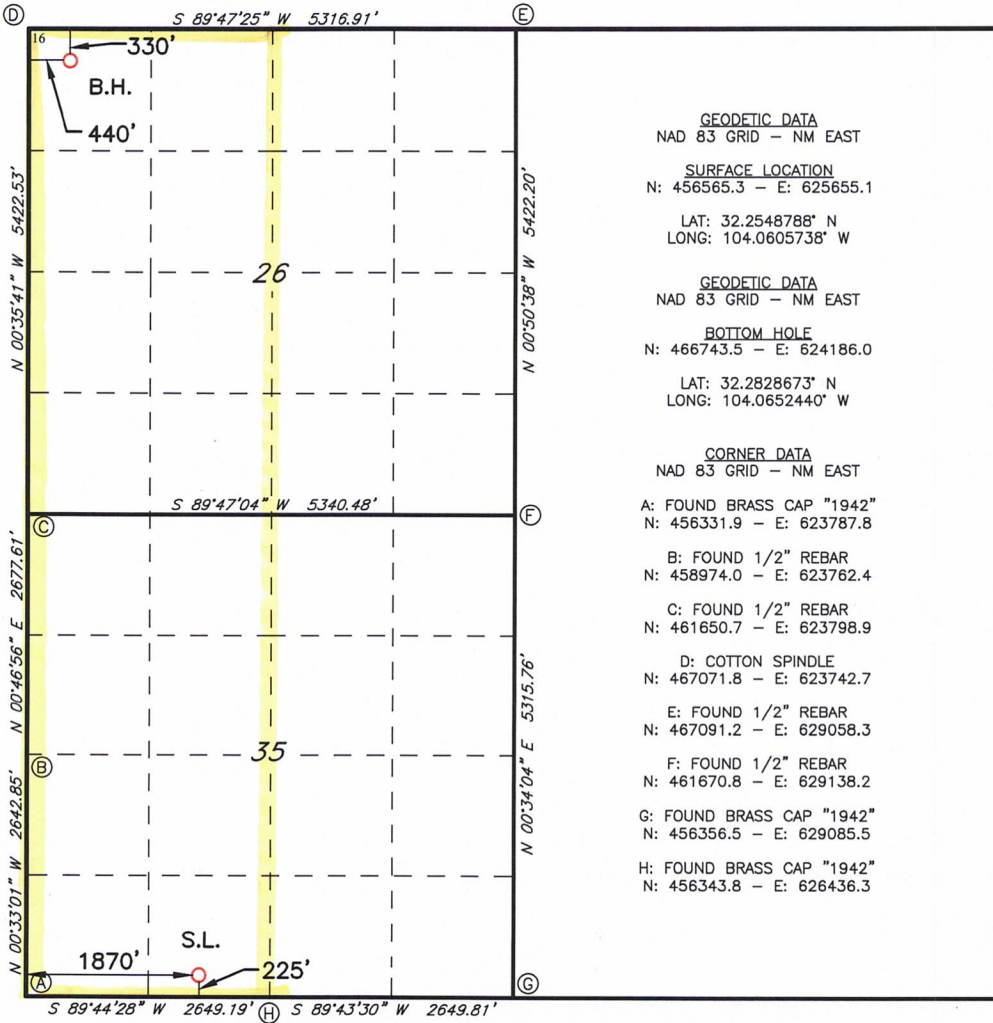 D
S 89°47'25" W 5316.91'
E
16
330'
B.H.
440'
N 00°35'41" W 5422.53'
N 00°50'38" W 5422.20'
26
S 89°47'04" W 5340.48'
C
F
N 00°46'56" E 2677.61'
N 00°34'04" E 5315.76'
35
B
N 00°33'01" W 2642.85'
S.L.
1870'
225'
A
G
S 89°44'28" W 2649.19'
H
S 89°43'30" W 2649.81'
GEODETIC DATA
NAD 83 GRID – NM EAST
SURFACE LOCATION
N: 456565.3 – E: 625655.1
LAT: 32.2548788° N
LONG: 104.0605738° W
GEODETIC DATA
NAD 83 GRID – NM EAST
BOTTOM HOLE
N: 466743.5 – E: 624186.0
LAT: 32.2828673° N
LONG: 104.0652440° W
CORNER DATA
NAD 83 GRID – NM EAST
A: FOUND BRASS CAP "1942"
N: 456331.9 – E: 623787.8
B: FOUND 1/2" REBAR
N: 458974.0 – E: 623762.4
C: FOUND 1/2" REBAR
N: 461650.7 – E: 623798.9
D: COTTON SPINDLE
N: 467071.8 – E: 623742.7
E: FOUND 1/2" REBAR
N: 467091.2 – E: 629058.3
F: FOUND 1/2" REBAR
N: 461670.8 – E: 629138.2
G: FOUND BRASS CAP "1942"
N: 456356.5 – E: 629085.5
H: FOUND BRASS CAP "1942"
N: 456343.8 – E: 626436.3